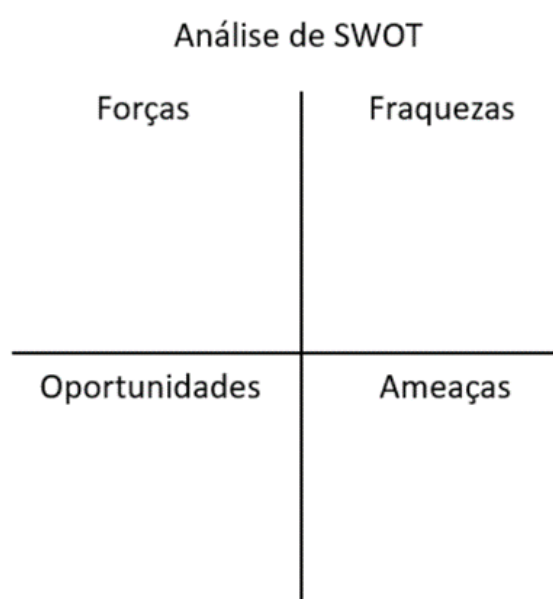 Análise de SWOT
Forças
Fraquezas
Oportunidades
Ameaças